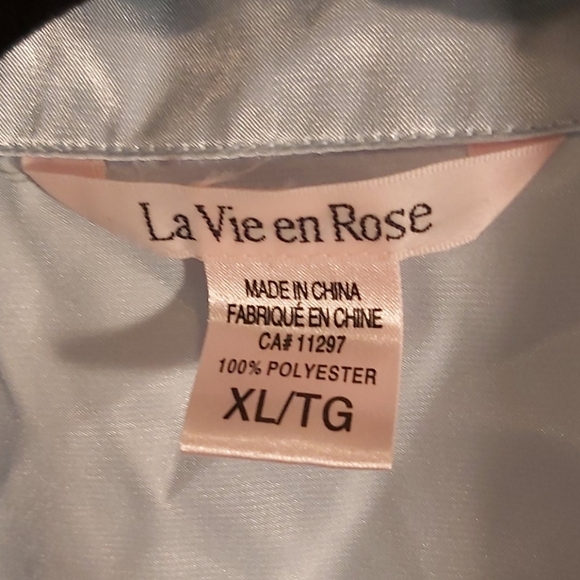 La Vie en Rose
MADE IN CHINA
FABRIQUÉ EN CHINE
CA# 11297
100% POLYESTER
XL/TG